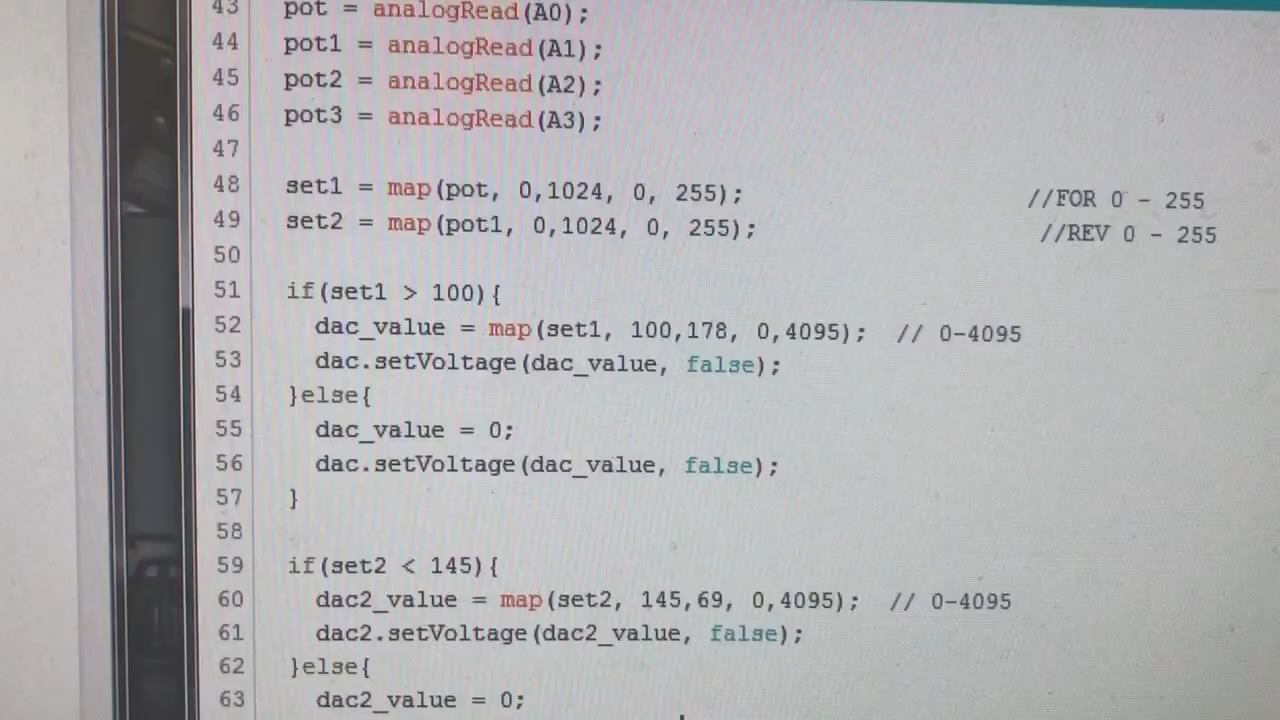 43 pot = analogRead(A0);
44 pot1 = analogRead(A1);
45 pot2 = analogRead(A2);
46 pot3 = analogRead(A3);
47
48 set1 = map(pot, 0,1024, 0, 255); //FOR 0 - 255
49 set2 = map(pot1, 0,1024, 0, 255); //REV 0 - 255
50
51 if(set1 > 100){
52 dac_value = map(set1, 100,178, 0,4095); // 0-4095
53 dac.setVoltage(dac_value, false);
54 }else{
55 dac_value = 0;
56 dac.setVoltage(dac_value, false);
57 }
58
59 if(set2 < 145){
60 dac2_value = map(set2, 145,69, 0,4095); // 0-4095
61 dac2.setVoltage(dac2_value, false);
62 }else{
63 dac2_value = 0;